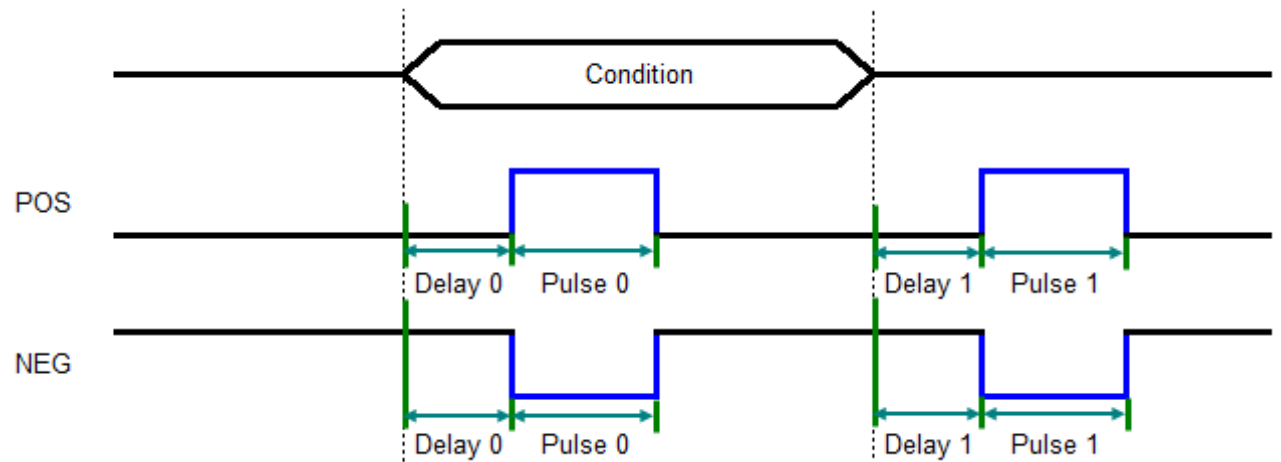 Condition
POS
Delay 0 Pulse 0 Delay 1 Pulse 1
NEG
Delay 0 Pulse 0 Delay 1 Pulse 1